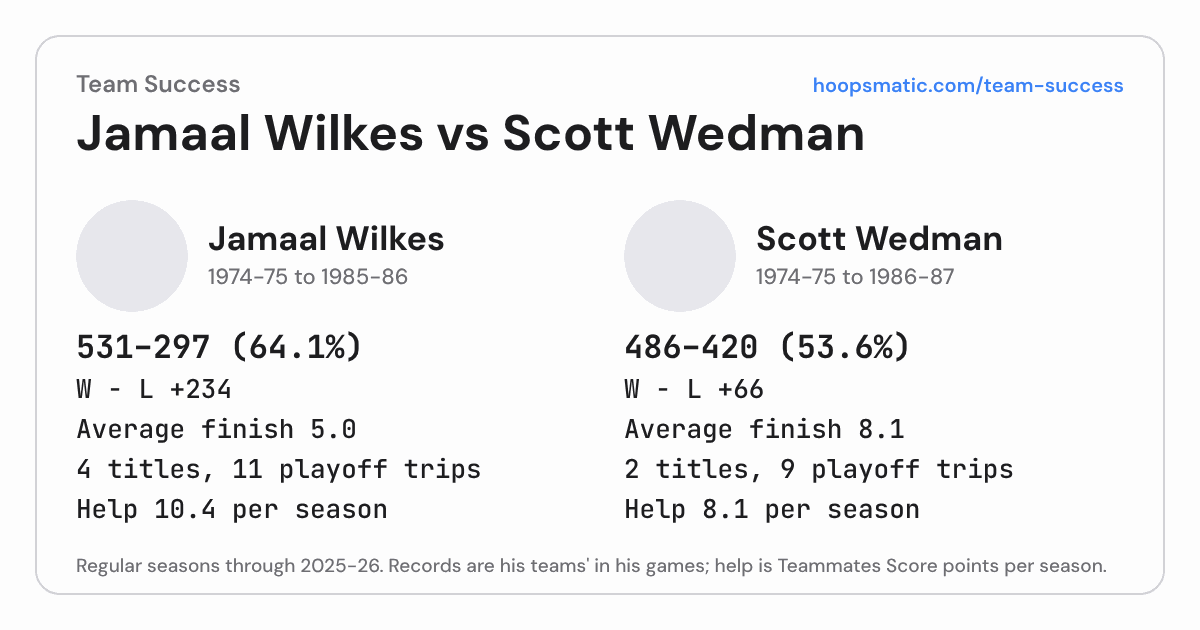 Team Success
hoopsmatic.com/team-success
Jamaal Wilkes vs Scott Wedman
Jamaal Wilkes
1974-75 to 1985-86
531-297 (64.1%)
W - L +234
Average finish 5.0
4 titles, 11 playoff trips
Help 10.4 per season
Scott Wedman
1974-75 to 1986-87
486-420 (53.6%)
W - L +66
Average finish 8.1
2 titles, 9 playoff trips
Help 8.1 per season
Regular seasons through 2025-26. Records are his teams' in his games; help is Teammates Score points per season.